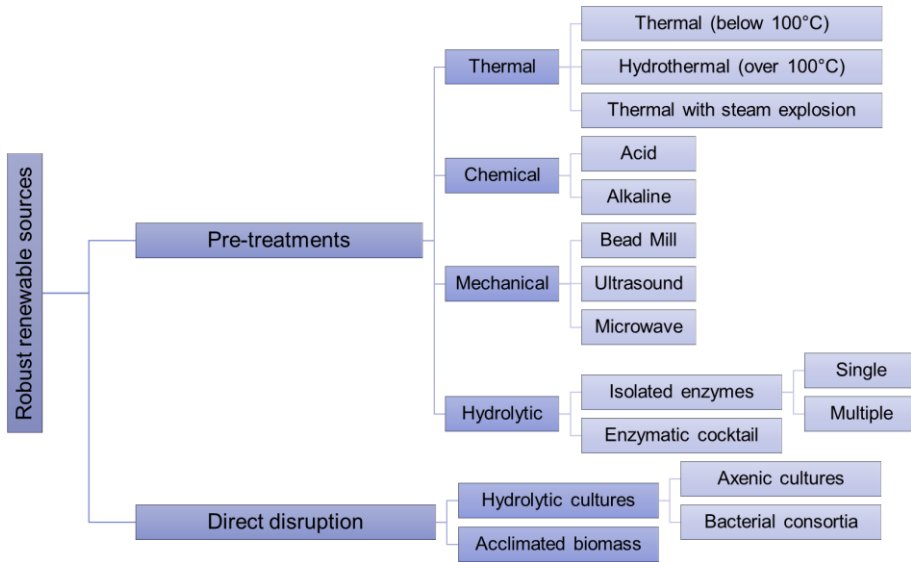 Robust renewable sources
Pre-treatments
Thermal
Thermal (below 100°C)
Hydrothermal (over 100°C)
Thermal with steam explosion
Chemical
Acid
Alkaline
Mechanical
Bead Mill
Ultrasound
Microwave
Hydrolytic
Isolated enzymes
Single
Multiple
Enzymatic cocktail
Direct disruption
Hydrolytic cultures
Axenic cultures
Bacterial consortia
Acclimated biomass